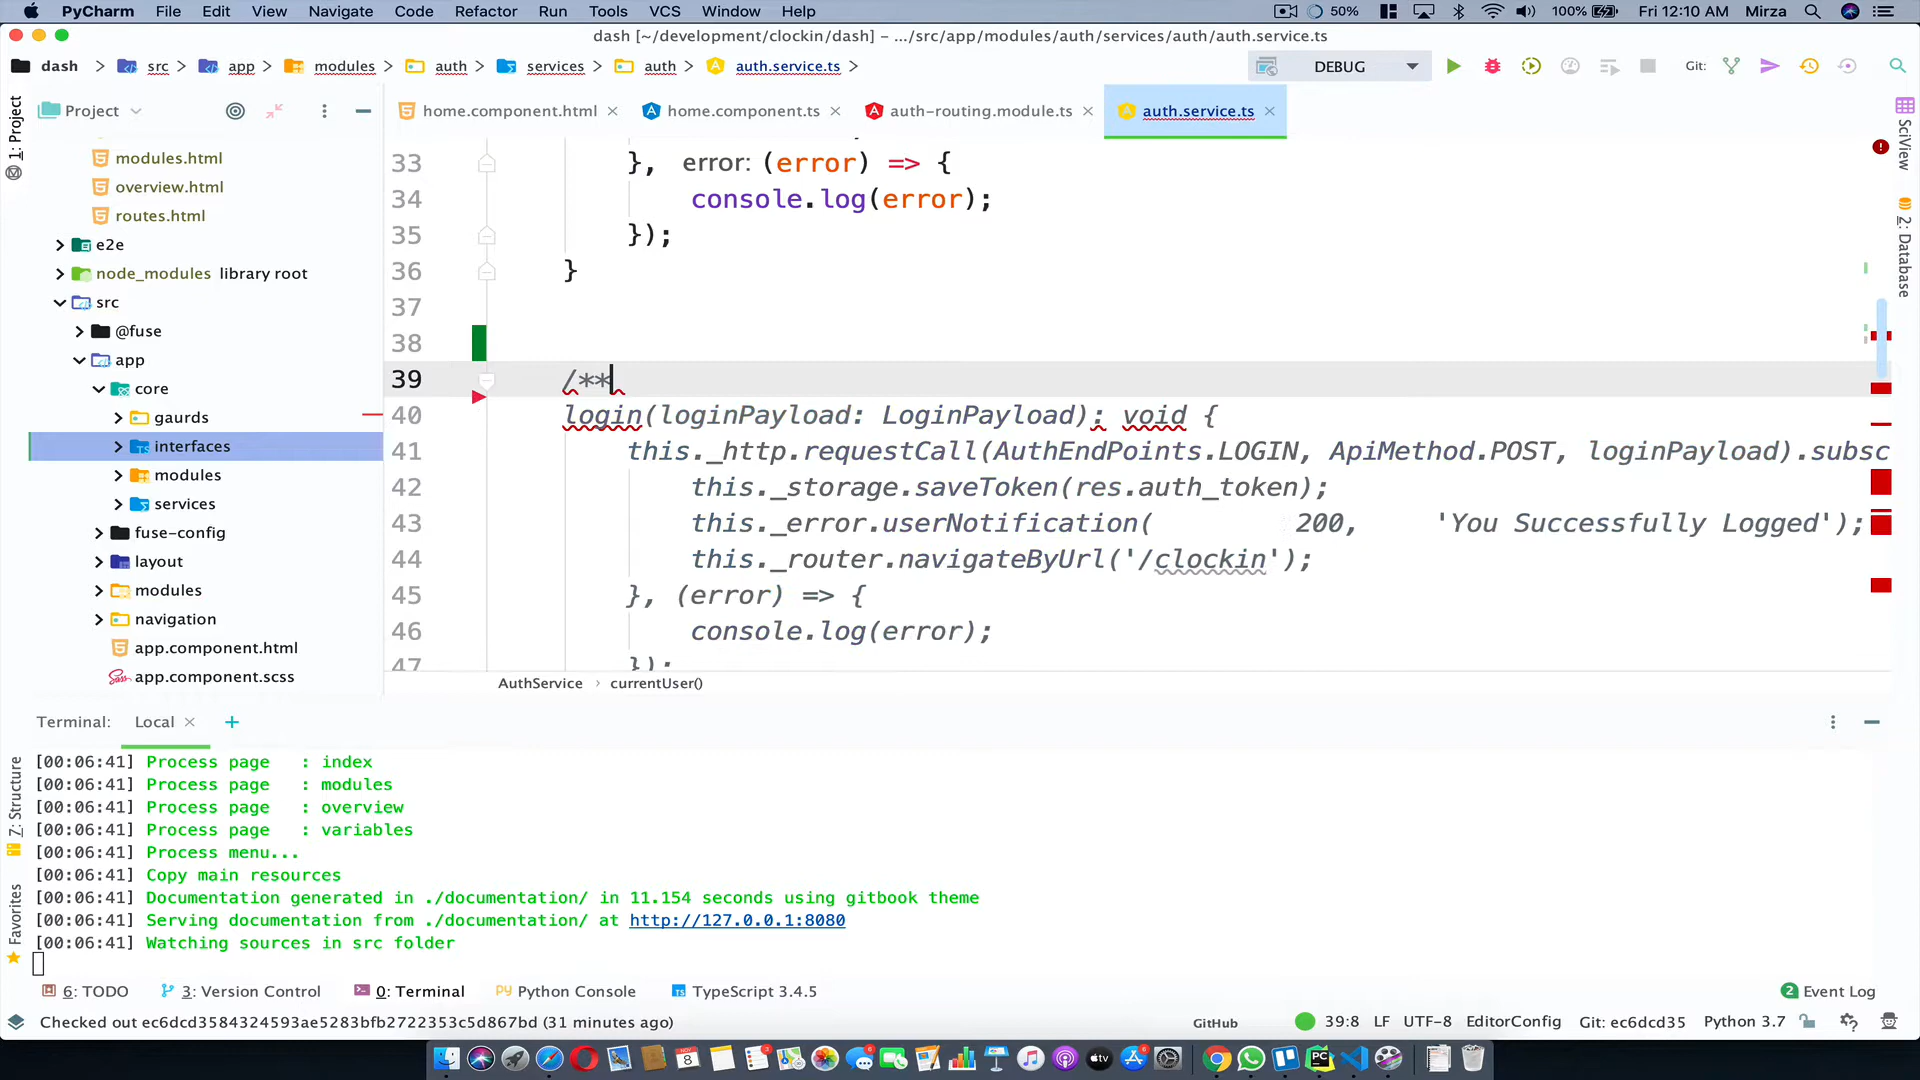 PyCharm File Edit View Navigate Code Refactor Run Tools VCS Window Help 50% 100% Fri 12:10 AM Mirza
dash [~/development/clockin/dash] – .../src/app/modules/auth/services/auth/auth.service.ts
dash src app modules auth services auth auth.service.ts DEBUG Git:
Project
home.component.html home.component.ts auth-routing.module.ts auth.service.ts
1: Project
SciView
2: Database
modules.html
overview.html
routes.html
e2e
node_modules library root
src
@fuse
app
core
gaurds
interfaces
modules
services
fuse-config
layout
modules
navigation
app.component.html
app.component.scss
33 }, error: (error) => {
34 console.log(error);
35 });
36 }
37
38
39 /**
40 login(loginPayload: LoginPayload): void {
41 this._http.requestCall(AuthEndPoints.LOGIN, ApiMethod.POST, loginPayload).subsc
42 this._storage.saveToken(res.auth_token);
43 this._error.userNotification( 200, 'You Successfully Logged');
44 this._router.navigateByUrl('/clockin');
45 }, (error) => {
46 console.log(error);
47 });
AuthService › currentUser()
Terminal: Local
7: Structure
Favorites
[00:06:41] Process page : index
[00:06:41] Process page : modules
[00:06:41] Process page : overview
[00:06:41] Process page : variables
[00:06:41] Process menu...
[00:06:41] Copy main resources
[00:06:41] Documentation generated in ./documentation/ in 11.154 seconds using gitbook theme
[00:06:41] Serving documentation from ./documentation/ at http://127.0.0.1:8080
[00:06:41] Watching sources in src folder
6: TODO 3: Version Control 0: Terminal Python Console TypeScript 3.4.5 2 Event Log
Checked out ec6dcd3584324593ae5283bfb2722353c5d867bd (31 minutes ago) GitHub 39:8 LF UTF-8 EditorConfig Git: ec6dcd35 Python 3.7